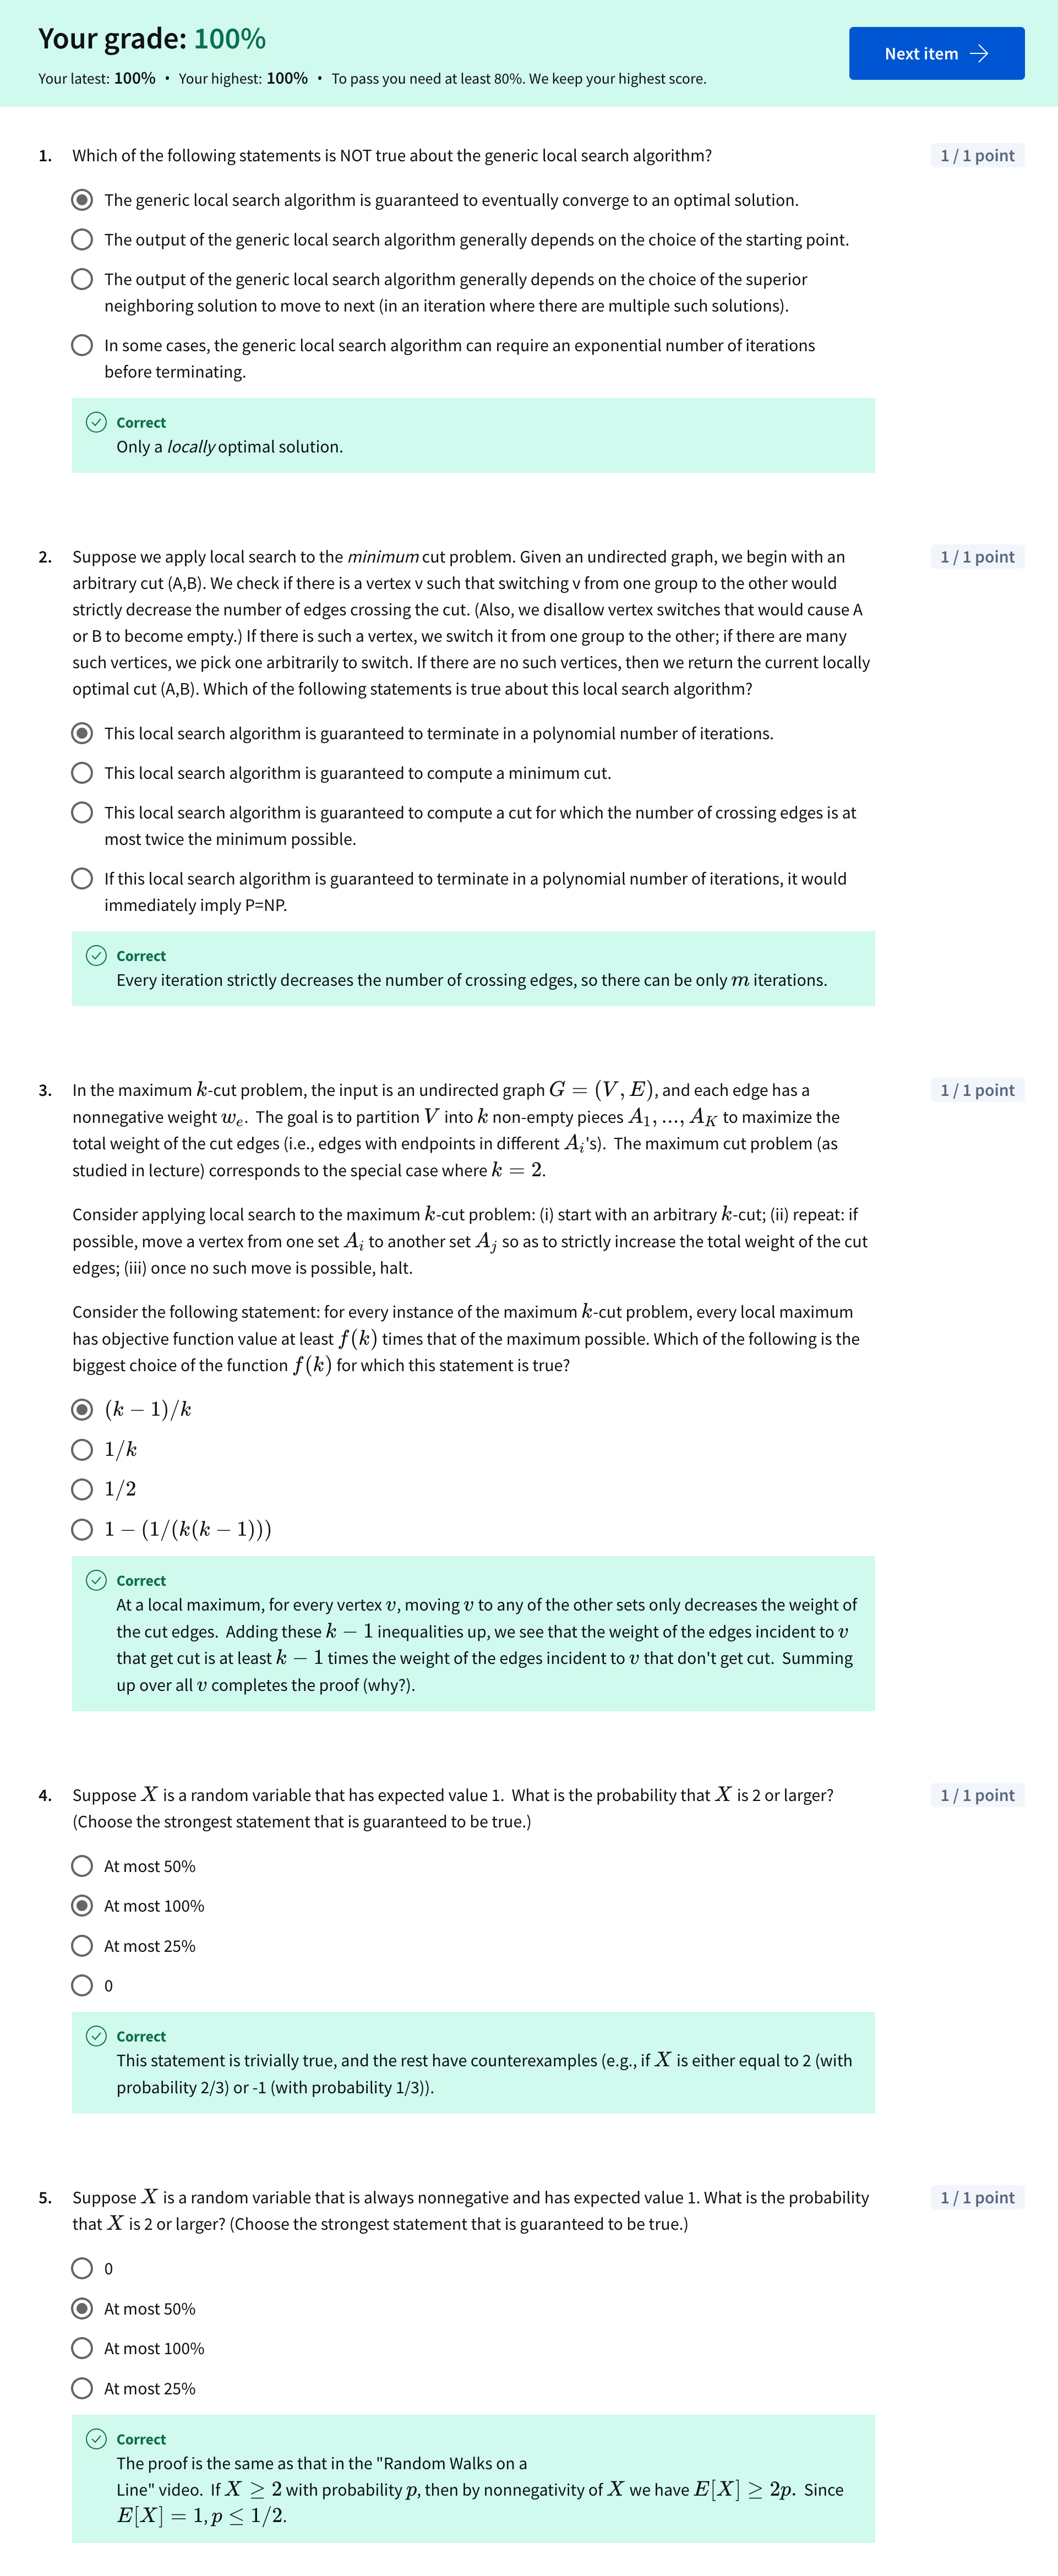 Your grade: 100%
Your latest: 100% • Your highest: 100% • To pass you need at least 80%. We keep your highest score.
Next item →
1. Which of the following statements is NOT true about the generic local search algorithm?
1 / 1 point
The generic local search algorithm is guaranteed to eventually converge to an optimal solution.
The output of the generic local search algorithm generally depends on the choice of the starting point.
The output of the generic local search algorithm generally depends on the choice of the superior
neighboring solution to move to next (in an iteration where there are multiple such solutions).
In some cases, the generic local search algorithm can require an exponential number of iterations
before terminating.
Correct
Only a locally optimal solution.
2. Suppose we apply local search to the minimum cut problem. Given an undirected graph, we begin with an
1 / 1 point
arbitrary cut (A,B). We check if there is a vertex v such that switching v from one group to the other would
strictly decrease the number of edges crossing the cut. (Also, we disallow vertex switches that would cause A
or B to become empty.) If there is such a vertex, we switch it from one group to the other; if there are many
such vertices, we pick one arbitrarily to switch. If there are no such vertices, then we return the current locally
optimal cut (A,B). Which of the following statements is true about this local search algorithm?
This local search algorithm is guaranteed to terminate in a polynomial number of iterations.
This local search algorithm is guaranteed to compute a minimum cut.
This local search algorithm is guaranteed to compute a cut for which the number of crossing edges is at
most twice the minimum possible.
If this local search algorithm is guaranteed to terminate in a polynomial number of iterations, it would
immediately imply P=NP.
Correct
Every iteration strictly decreases the number of crossing edges, so there can be only m iterations.
3. In the maximum k-cut problem, the input is an undirected graph G = (V, E), and each edge has a
1 / 1 point
nonnegative weight w_e. The goal is to partition V into k non-empty pieces A_1, ..., A_K to maximize the
total weight of the cut edges (i.e., edges with endpoints in different A_i's). The maximum cut problem (as
studied in lecture) corresponds to the special case where k = 2.
Consider applying local search to the maximum k-cut problem: (i) start with an arbitrary k-cut; (ii) repeat: if
possible, move a vertex from one set A_i to another set A_j so as to strictly increase the total weight of the cut
edges; (iii) once no such move is possible, halt.
Consider the following statement: for every instance of the maximum k-cut problem, every local maximum
has objective function value at least f(k) times that of the maximum possible. Which of the following is the
biggest choice of the function f(k) for which this statement is true?
(k − 1)/k
1/k
1/2
1 − (1/(k(k − 1)))
Correct
At a local maximum, for every vertex v, moving v to any of the other sets only decreases the weight of
the cut edges. Adding these k − 1 inequalities up, we see that the weight of the edges incident to v
that get cut is at least k − 1 times the weight of the edges incident to v that don't get cut. Summing
up over all v completes the proof (why?).
4. Suppose X is a random variable that has expected value 1. What is the probability that X is 2 or larger?
1 / 1 point
(Choose the strongest statement that is guaranteed to be true.)
At most 50%
At most 100%
At most 25%
0
Correct
This statement is trivially true, and the rest have counterexamples (e.g., if X is either equal to 2 (with
probability 2/3) or -1 (with probability 1/3)).
5. Suppose X is a random variable that is always nonnegative and has expected value 1. What is the probability
1 / 1 point
that X is 2 or larger? (Choose the strongest statement that is guaranteed to be true.)
0
At most 50%
At most 100%
At most 25%
Correct
The proof is the same as that in the "Random Walks on a
Line" video. If X ≥ 2 with probability p, then by nonnegativity of X we have E[X] ≥ 2p. Since
E[X] = 1, p ≤ 1/2.